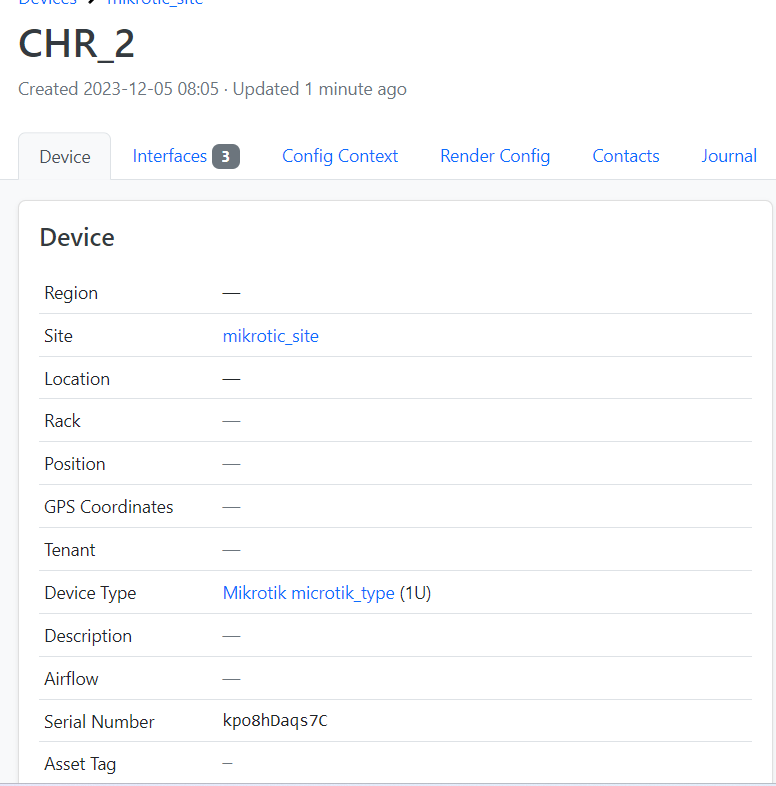 Devices > mikrotic_site
CHR_2
Created 2023-12-05 08:05 · Updated 1 minute ago
Device Interfaces 3 Config Context Render Config Contacts Journal
Device
Region —
Site mikrotic_site
Location —
Rack —
Position —
GPS Coordinates —
Tenant —
Device Type Mikrotik microtik_type (1U)
Description —
Airflow —
Serial Number kpo8hDaqs7C
Asset Tag —